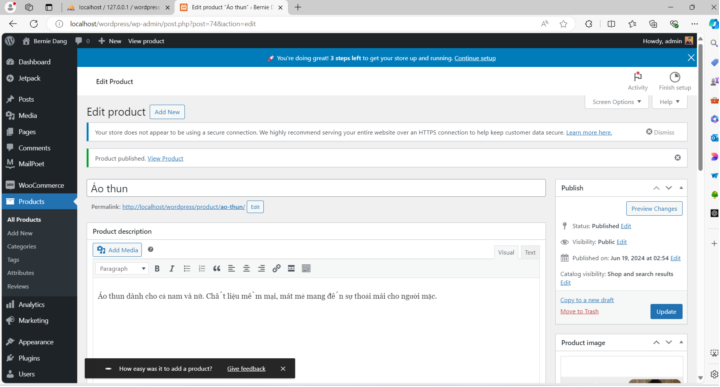 localhost / 127.0.0.1 / wordpres
Edit product "Áo thun" ‹ Bernie D
localhost/wordpress/wp-admin/post.php?post=74&action=edit
Bernie Dang 0 New View product Howdy, admin
Dashboard
Jetpack
Posts
Media
Pages
Comments
MailPoet
WooCommerce
Products
All Products
Add New
Categories
Tags
Attributes
Reviews
Analytics
Marketing
Appearance
Plugins
Users
🚀 You're doing great! 3 steps left to get your store up and running. Continue setup
Edit Product
Activity Finish setup
Screen Options Help
Edit product Add New
Your store does not appear to be using a secure connection. We highly recommend serving your entire website over an HTTPS connection to help keep customer data secure. Learn more here. Dismiss
Product published. View Product
Áo thun
Permalink: http://localhost/wordpress/product/ao-thun/ Edit
Product description
Add Media
Visual Text
Paragraph
Áo thun dành cho cả nam và nữ. Chất liệu mềm mại, mát mẻ mang đến sự thoải mái cho người mặc.
Publish
Preview Changes
Status: Published Edit
Visibility: Public Edit
Published on: Jun 19, 2024 at 02:54 Edit
Catalog visibility: Shop and search results
Edit
Copy to a new draft
Move to Trash Update
Product image
How easy was it to add a product? Give feedback